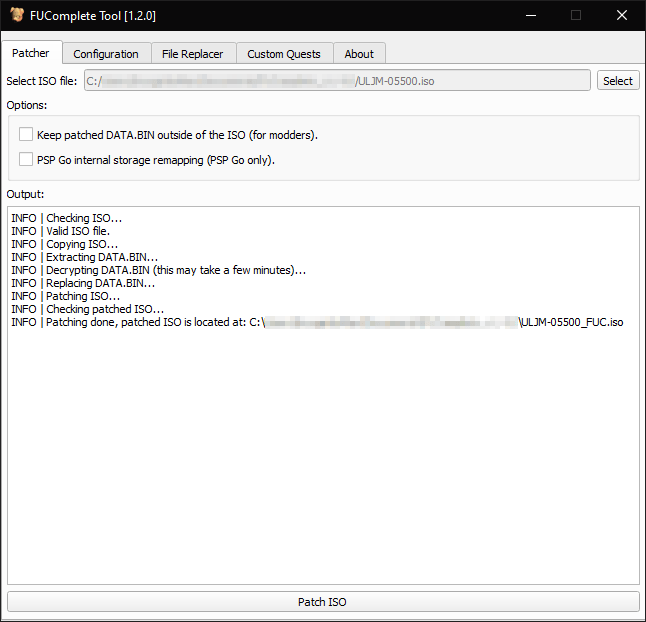 FUComplete Tool [1.2.0]
Patcher Configuration File Replacer Custom Quests About
Select ISO file: C:/ /ULJM-05500.iso Select
Options:
Keep patched DATA.BIN outside of the ISO (for modders).
PSP Go internal storage remapping (PSP Go only).
Output:
INFO | Checking ISO...
INFO | Valid ISO file.
INFO | Copying ISO...
INFO | Extracting DATA.BIN...
INFO | Decrypting DATA.BIN (this may take a few minutes)...
INFO | Replacing DATA.BIN...
INFO | Patching ISO...
INFO | Checking patched ISO...
INFO | Patching done, patched ISO is located at: C:\ \ULJM-05500_FUC.iso
Patch ISO